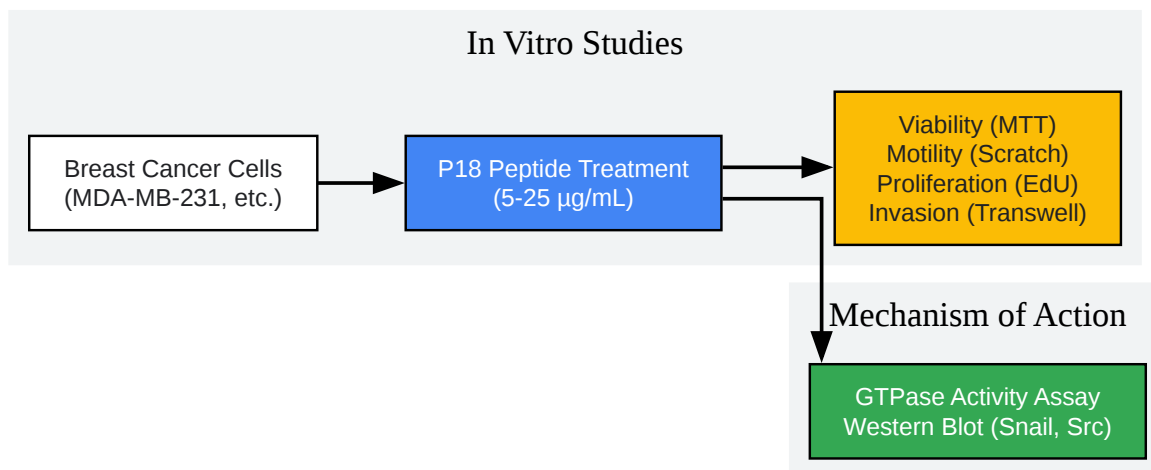 In Vitro Studies
Breast Cancer Cells
(MDA-MB-231, etc.)
P18 Peptide Treatment
(5-25 µg/mL)
Viability (MTT)
Motility (Scratch)
Proliferation (EdU)
Invasion (Transwell)
Mechanism of Action
GTPase Activity Assay
Western Blot (Snail, Src)